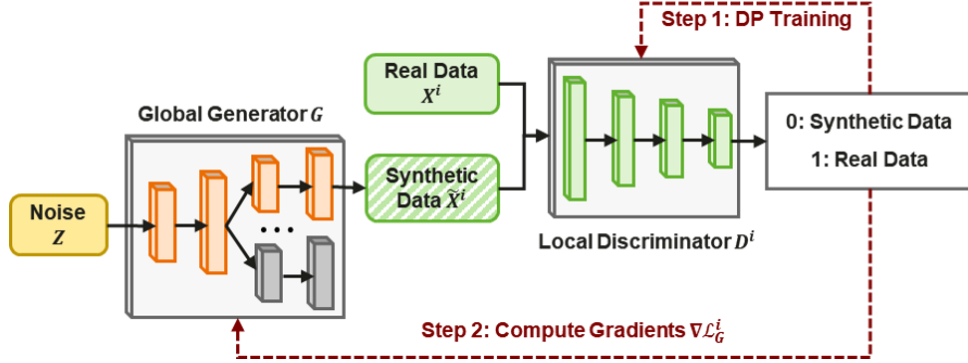 Step 1: DP Training
Real Data
X^i
Global Generator G
0: Synthetic Data
1: Real Data
Synthetic
Data X̃^i
Noise
Z
...
Local Discriminator D^i
Step 2: Compute Gradients ∇ℒ_G^i